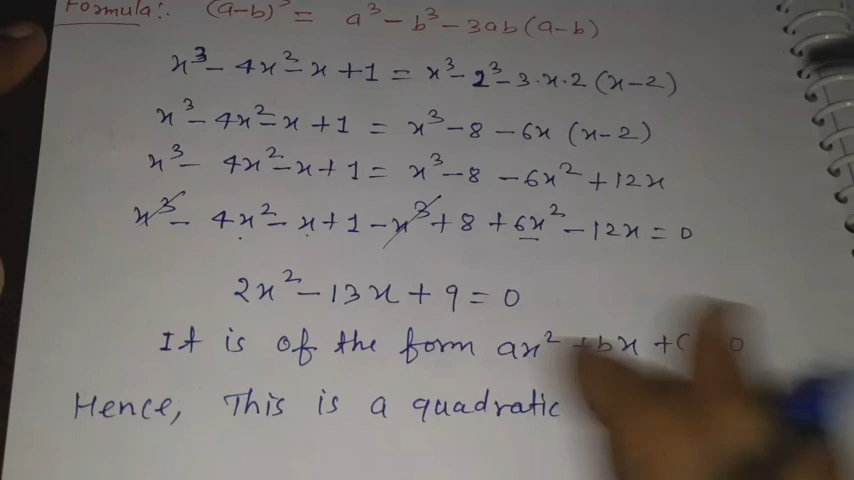 Formula:. (a-b)³ = a³ - b³ - 3ab(a-b)
x³ - 4x² - x + 1 = x³ - 2³ - 3·x·2 (x-2)
x³ - 4x² - x + 1 = x³ - 8 - 6x (x-2)
x³ - 4x² - x + 1 = x³ - 8 - 6x² + 12x
x³ - 4x² - x + 1 - x³ + 8 + 6x² - 12x = 0
2x² - 13x + 9 = 0
It is of the form ax² + bx + 0
Hence, This is a quadratic